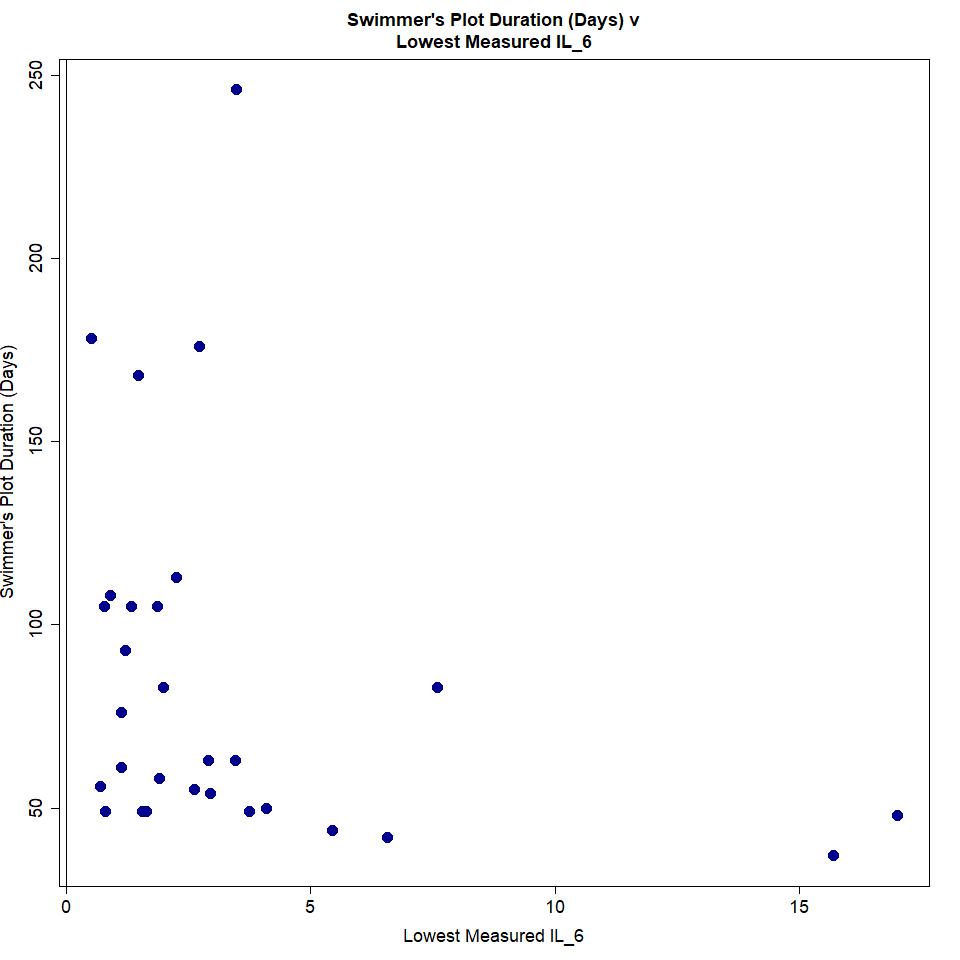 Swimmer's Plot Duration (Days) v
Lowest Measured IL_6
Swimmer's Plot Duration (Days)
250
200
150
100
50
0
5
10
15
Lowest Measured IL_6